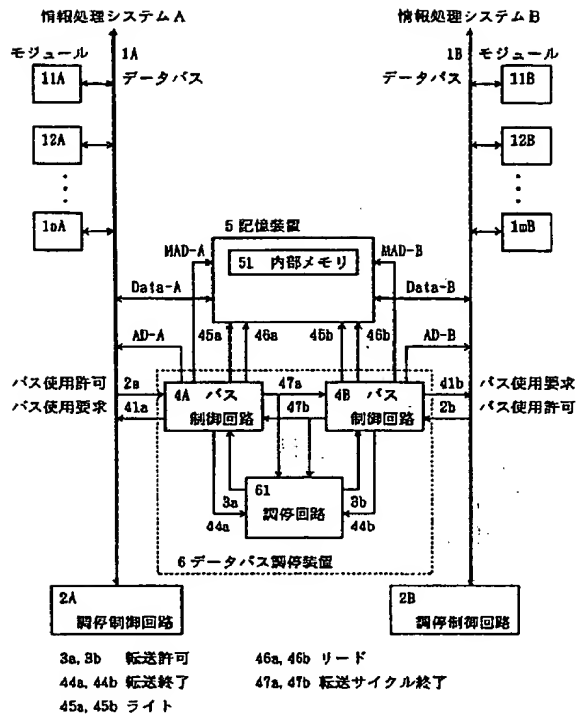 情報処理システムA
情報処理システムB
モジュール
1A
データバス
1B
モジュール
データバス
11A
11B
12A
12B
1nA
1mB
5 記憶装置
51 内部メモリ
MAD-A
MAD-B
Data-A
Data-B
AD-A
45a
46a
45b
46b
AD-B
バス使用許可
2a
バス使用要求
41a
4A バス
制御回路
47a
47b
4B バス
制御回路
41b
バス使用要求
2b
バス使用許可
44a
3a
61
調停回路
3b
44b
6 データバス調停装置
2A
調停制御回路
2B
調停制御回路
3a, 3b 転送許可
46a, 46b リード
44a, 44b 転送終了
47a, 47b 転送サイクル終了
45a, 45b ライト